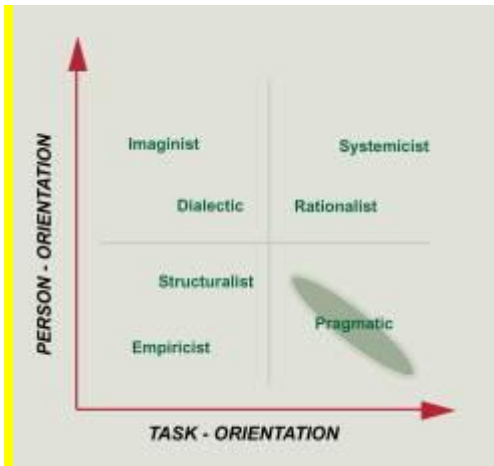 Imaginist
Systemicist
Dialectic
Rationalist
Structuralist
Pragmatic
Empiricist
PERSON - ORIENTATION
TASK - ORIENTATION